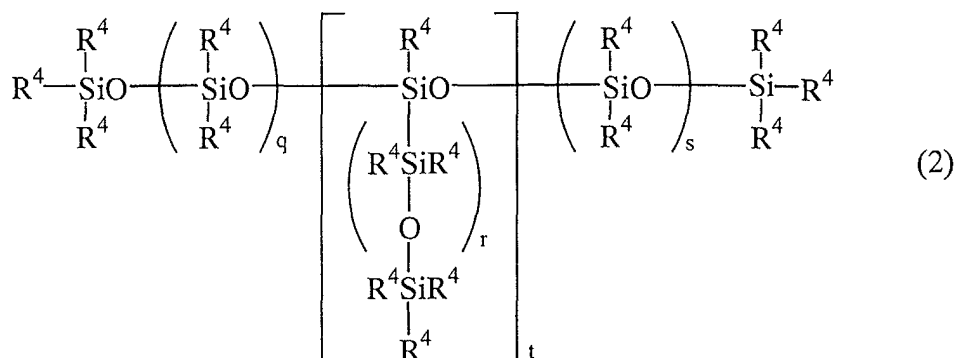 R⁴ R⁴ R⁴ R⁴ R⁴
R⁴ SiO ( SiO )q [ SiO ( SiO )s Si R⁴
R⁴ R⁴ R⁴ R⁴
( R⁴SiR⁴
O )r (2)
R⁴SiR⁴
R⁴ ]t